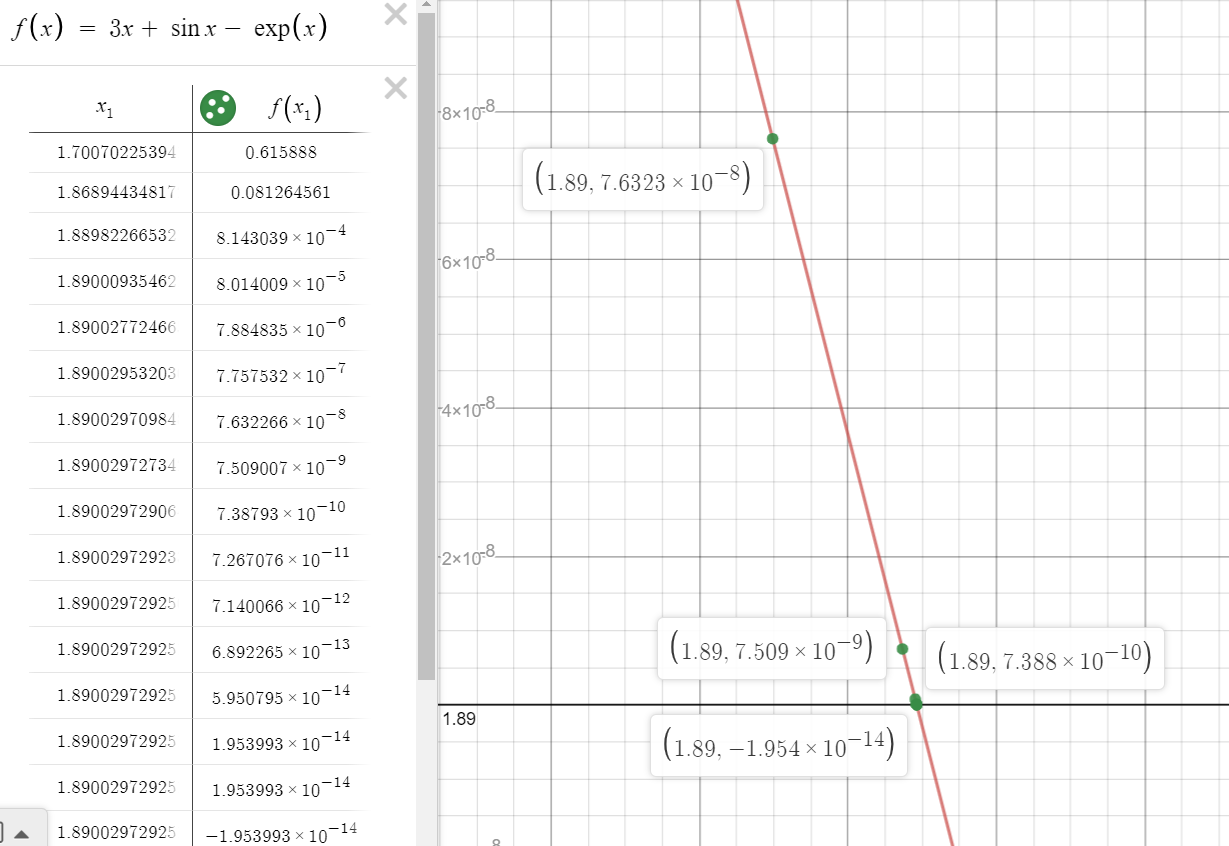 f(x) = 3x + sin x − exp(x)
x₁ f(x₁)
1.70070225394 0.615888
1.86894434817 0.081264561
1.88982266532 8.143039 × 10⁻⁴
1.89000935462 8.014009 × 10⁻⁵
1.89002772466 7.884835 × 10⁻⁶
1.89002953203 7.757532 × 10⁻⁷
1.89002970984 7.632266 × 10⁻⁸
1.89002972734 7.509007 × 10⁻⁹
1.89002972906 7.38793 × 10⁻¹⁰
1.89002972923 7.267076 × 10⁻¹¹
1.89002972925 7.140066 × 10⁻¹²
1.89002972925 6.892265 × 10⁻¹³
1.89002972925 5.950795 × 10⁻¹⁴
1.89002972925 1.953993 × 10⁻¹⁴
1.89002972925 1.953993 × 10⁻¹⁴
1.89002972925 −1.953993 × 10⁻¹⁴
8×10⁻⁸
(1.89, 7.6323 × 10⁻⁸)
6×10⁻⁸
4×10⁻⁸
2×10⁻⁸
(1.89, 7.509 × 10⁻⁹)
(1.89, 7.388 × 10⁻¹⁰)
1.89
(1.89, −1.954 × 10⁻¹⁴)